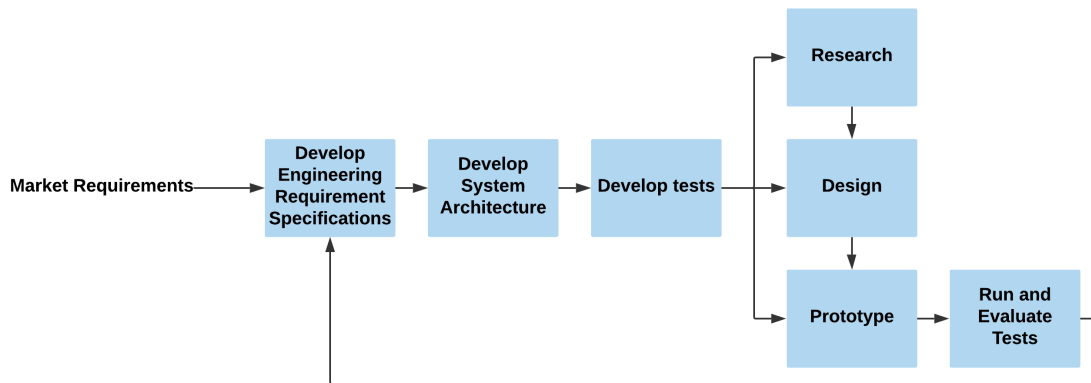 Market Requirements
Develop
Engineering
Requirement
Specifications
Develop
System
Architecture
Develop tests
Research
Design
Prototype
Run and
Evaluate
Tests